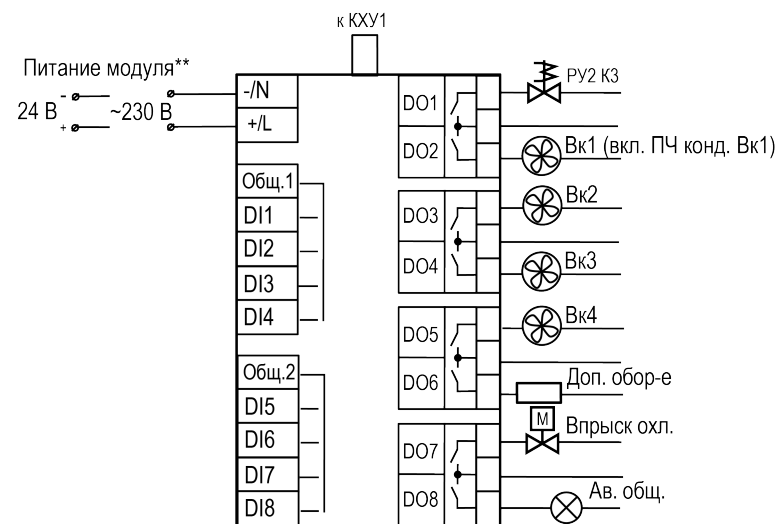 к КХУ1
Питание модуля**
- 24 В + ~230 В
-/N
+/L
Общ.1
DI1
DI2
DI3
DI4
Общ.2
DI5
DI6
DI7
DI8
DO1
DO2
DO3
DO4
DO5
DO6
DO7
DO8
РУ2 К3
Вк1 (вкл. ПЧ конд. Вк1)
Вк2
Вк3
Вк4
Доп. обор-е
М
Впрыск охл.
Ав. общ.